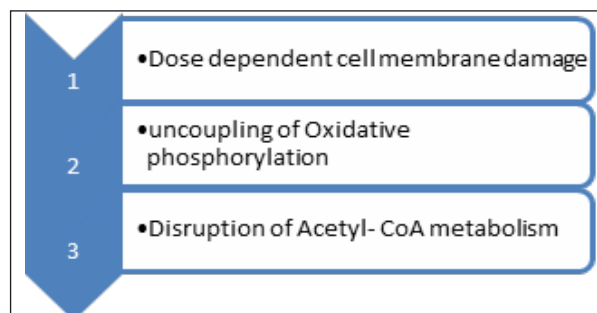 1
•Dose dependent cell membrane damage
2
•uncoupling of Oxidative
phosphorylation
3
•Disruption of Acetyl- CoA metabolism